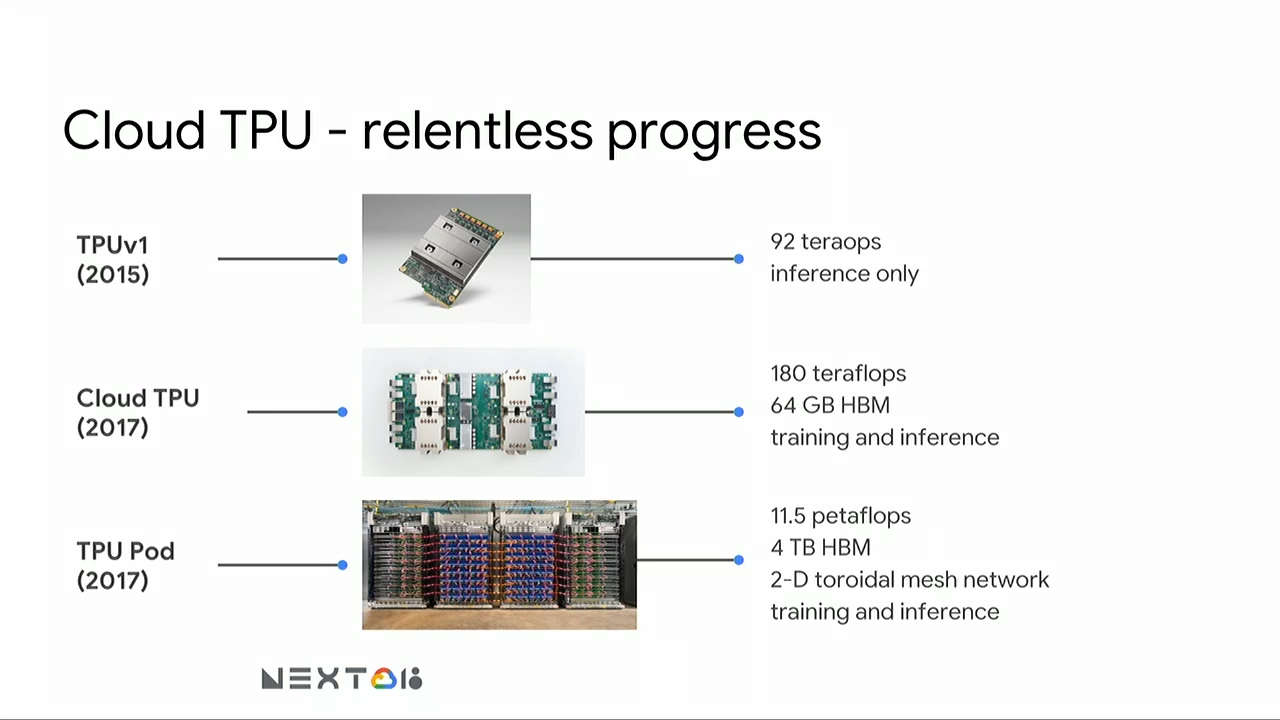 Cloud TPU - relentless progress
TPUv1
(2015)
92 teraops
inference only
Cloud TPU
(2017)
180 teraflops
64 GB HBM
training and inference
TPU Pod
(2017)
11.5 petaflops
4 TB HBM
2-D toroidal mesh network
training and inference
NEXT 18